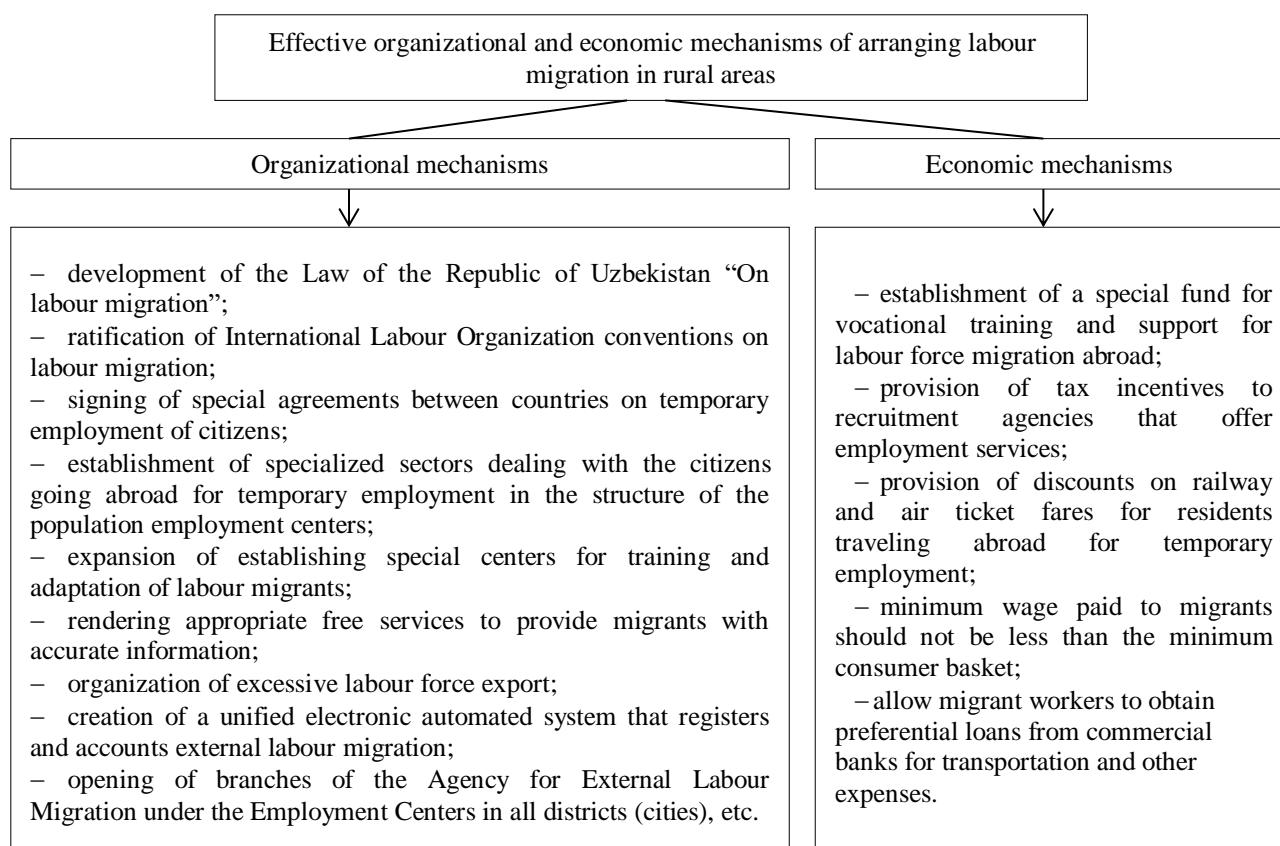 Effective organizational and economic mechanisms of arranging labour
migration in rural areas
Organizational mechanisms
Economic mechanisms
– development of the Law of the Republic of Uzbekistan “On
labour migration”;
– ratification of International Labour Organization conventions on
labour migration;
– signing of special agreements between countries on temporary
employment of citizens;
– establishment of specialized sectors dealing with the citizens
going abroad for temporary employment in the structure of the
population employment centers;
– expansion of establishing special centers for training and
adaptation of labour migrants;
– rendering appropriate free services to provide migrants with
accurate information;
– organization of excessive labour force export;
– creation of a unified electronic automated system that registers
and accounts external labour migration;
– opening of branches of the Agency for External Labour
Migration under the Employment Centers in all districts (cities), etc.
– establishment of a special fund for
vocational training and support for
labour force migration abroad;
– provision of tax incentives to
recruitment agencies that offer
employment services;
– provision of discounts on railway
and air ticket fares for residents
traveling abroad for temporary
employment;
– minimum wage paid to migrants
should not be less than the minimum
consumer basket;
– allow migrant workers to obtain
preferential loans from commercial
banks for transportation and other
expenses.